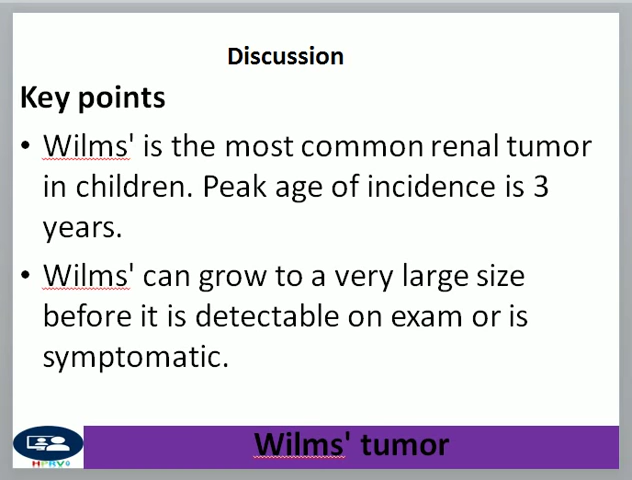 Discussion
Key points
• Wilms' is the most common renal tumor
in children. Peak age of incidence is 3
years.
• Wilms' can grow to a very large size
before it is detectable on exam or is
symptomatic.
Wilms' tumor